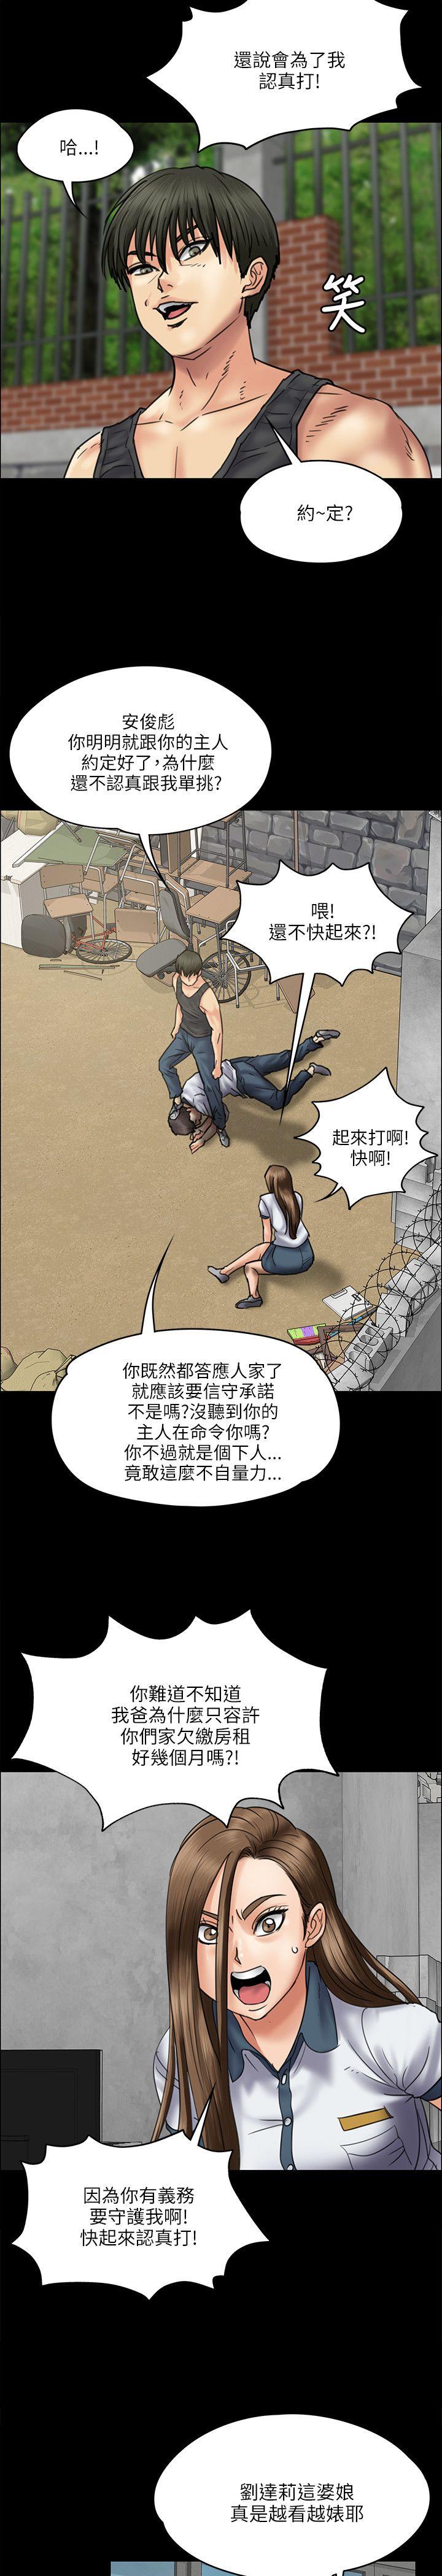 還說會為了我
認真打!
哈...!
笑
約~定?
安俊彪
你明明就跟你的主人
約定好了,為什麼
還不認真跟我單挑?
喂!
還不快起來?!
起來打啊!
快啊!
你既然都答應人家了
就應該要信守承諾
不是嗎?沒聽到你的
主人在命令你嗎?
你不過就是個下人...
竟敢這麼不自量力...
你難道不知道
我爸為什麼只容許
你們家欠繳房租
好幾個月嗎?!
因為你有義務
要守護我啊!
快起來認真打!
劉達莉這婆娘
真是越看越婊耶